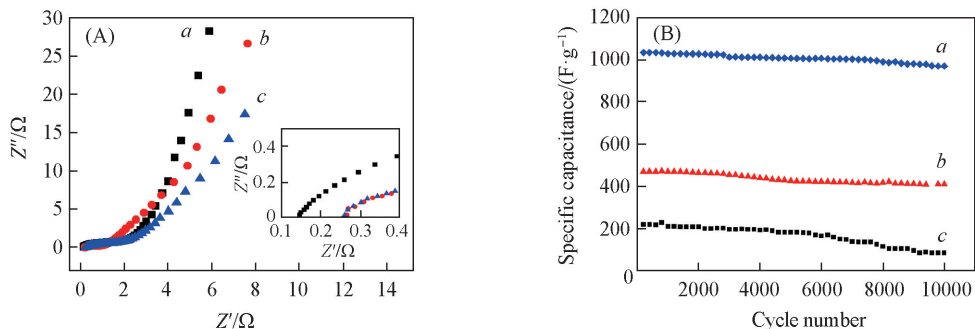 (A)
a
b
c
Z''/Ω
30
25
20
15
10
5
0
0 2 4 6 8 10 12 14
Z'/Ω
Z''/Ω
0.4
0.2
0
0.1 0.2 0.3 0.4
Z'/Ω
(B)
a
b
c
Specific capacitance/(F·g⁻¹)
1200
1000
800
600
400
200
0
2000 4000 6000 8000 10000
Cycle number